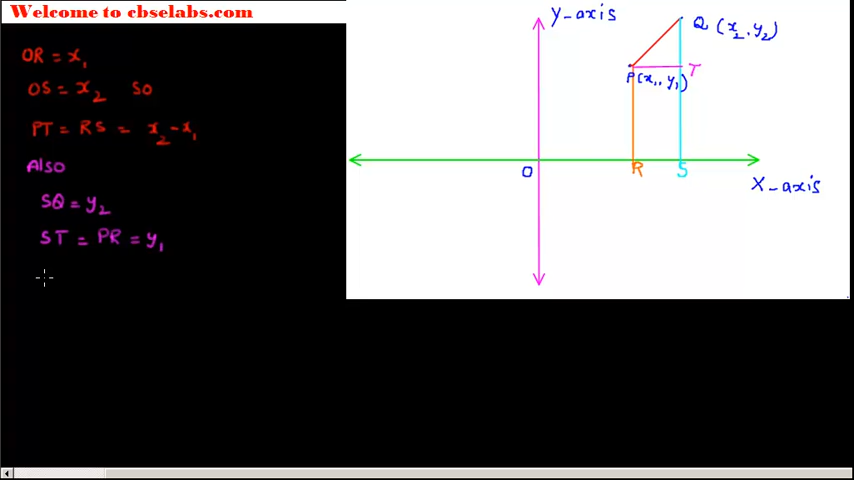 Welcome to cbselabs.com
OR = x₁
OS = x₂ SO
PT = RS = x₂-x₁
Also
SQ = y₂
ST = PR = y₁
Y-axis
Q (x₂, y₂)
P(x₁, y₁)
T
O
R
S
X-axis